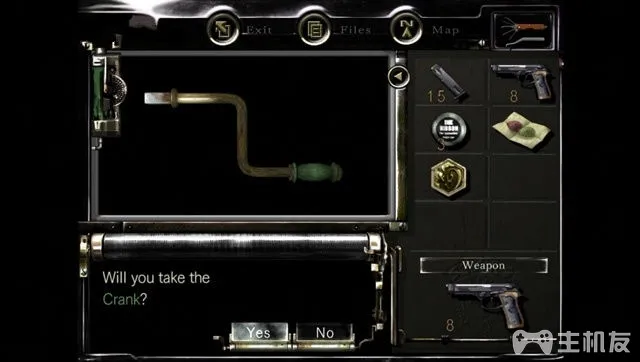 Exit Files Map
15 8
INK RIBBON
3
Will you take the
Crank?
Yes No
Weapon
8
主机友